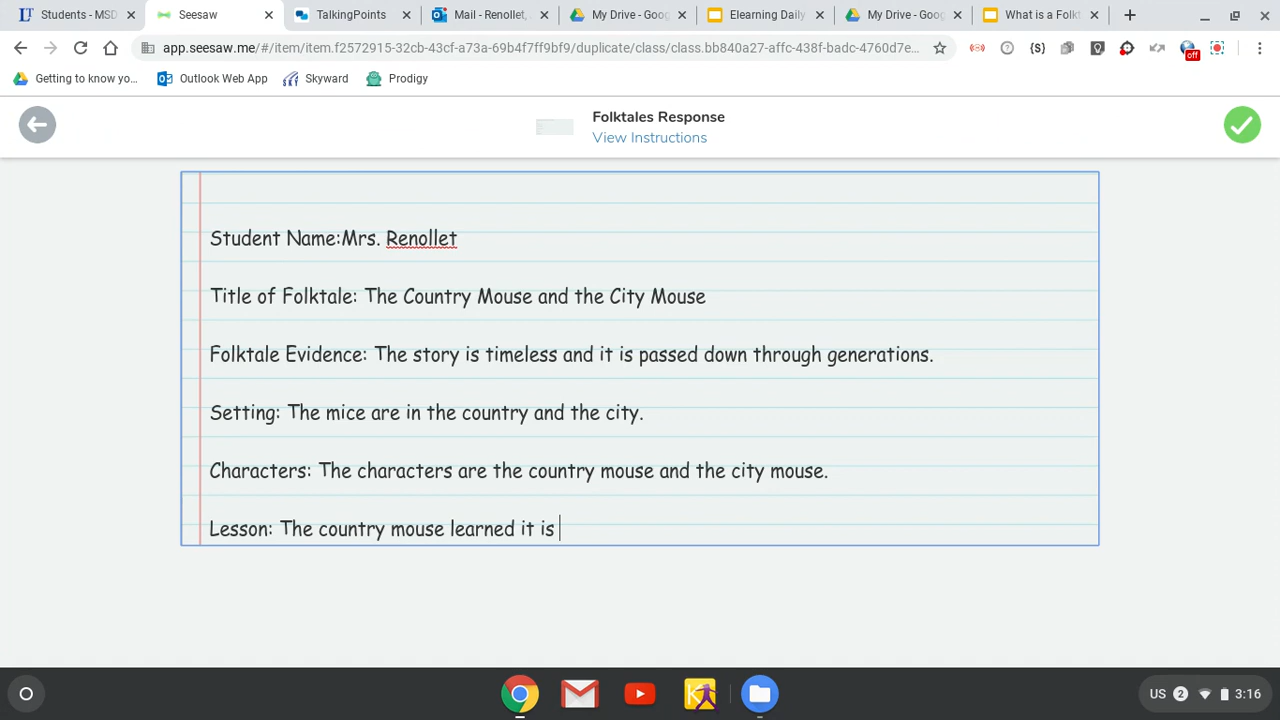 Students - MSD
Seesaw
TalkingPoints
Mail - Renollet,
My Drive - Goog
Elearning Daily
My Drive - Goog
What is a Folkt
app.seesaw.me/#/item/item.f2572915-32cb-43cf-a73a-69b4f7ff9bf9/duplicate/class/class.bb840a27-affc-438f-badc-4760d7e...
off
Getting to know yo...
Outlook Web App
Skyward
Prodigy
Folktales Response
View Instructions
Student Name:Mrs. Renollet
Title of Folktale: The Country Mouse and the City Mouse
Folktale Evidence: The story is timeless and it is passed down through generations.
Setting: The mice are in the country and the city.
Characters: The characters are the country mouse and the city mouse.
Lesson: The country mouse learned it is
US 2 3:16